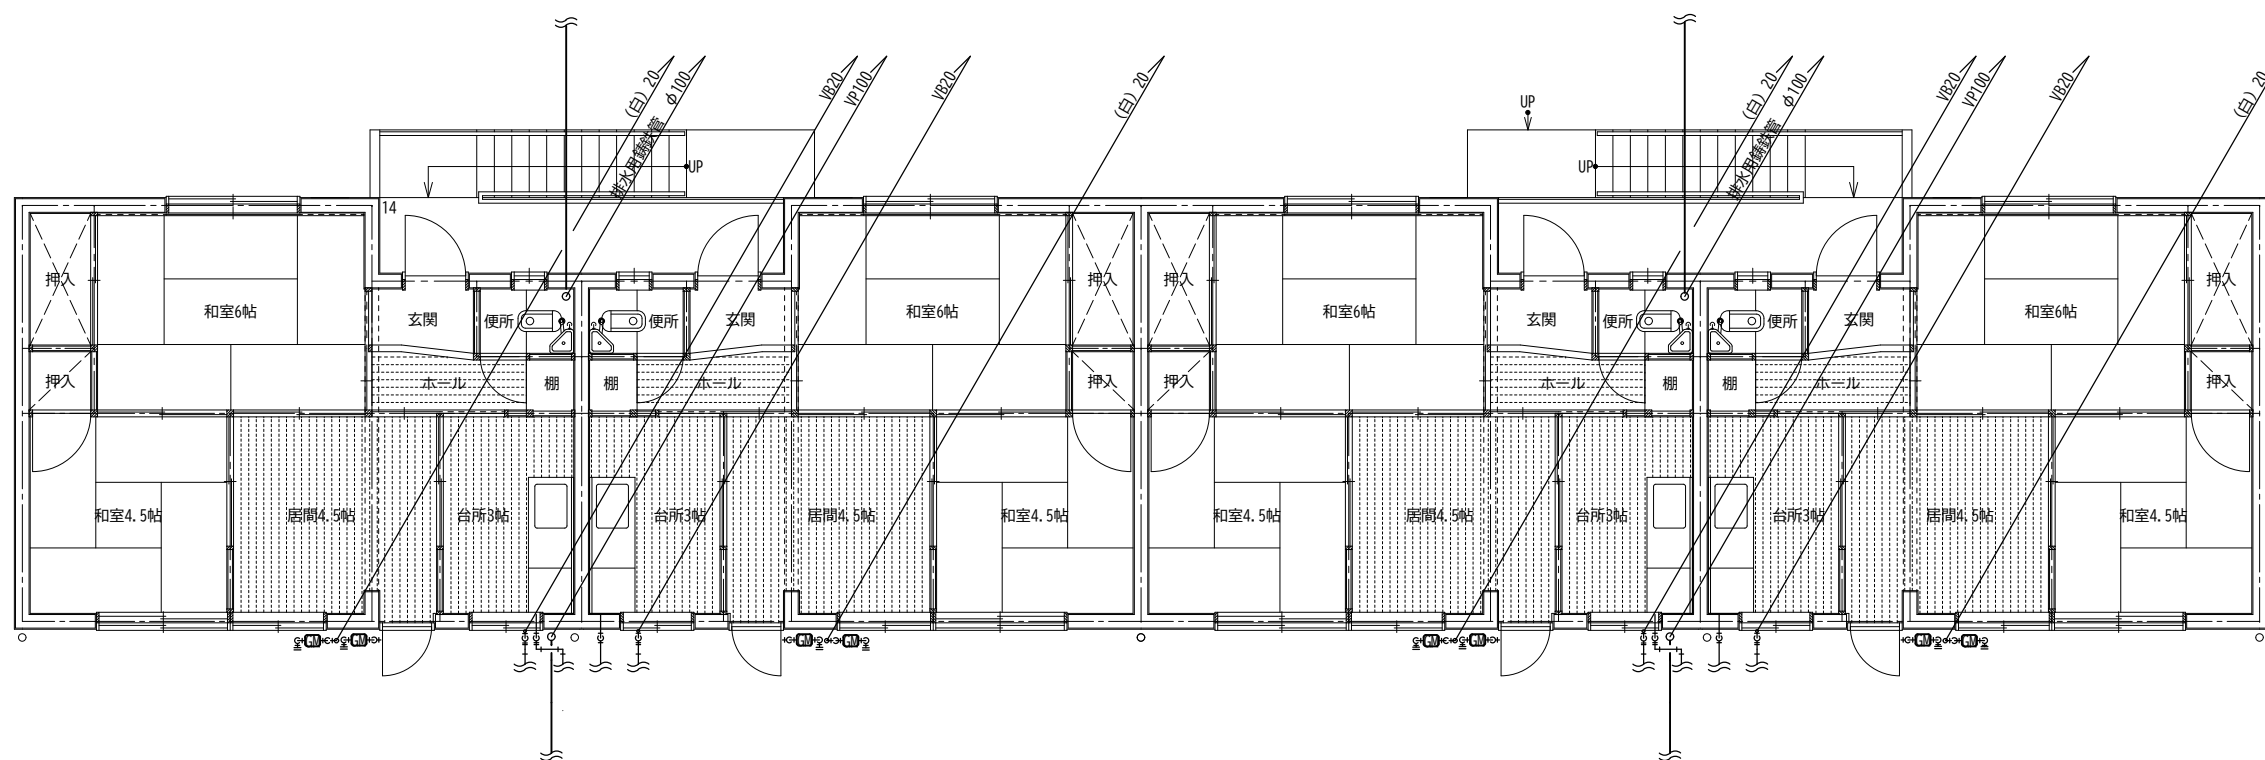 (白)20
φ100
排水用鋳鉄管
VB20
VP100
VB20
(白)20
(白)20
φ100
排水用鋳鉄管
VB20
VP100
VB20
(白)20
UP
UP
UP
14
押入
和室6帖
玄関
便所
便所
玄関
和室6帖
押入
押入
和室6帖
玄関
便所
便所
玄関
和室6帖
押入
押入
ホール
棚
棚
ホール
押入
押入
ホール
棚
棚
ホール
押入
和室4.5帖
居間4.5帖
台所3帖
台所3帖
居間4.5帖
和室4.5帖
和室4.5帖
居間4.5帖
台所3帖
台所3帖
居間4.5帖
和室4.5帖
GM
GM
GM
GM
GM
GM
GM
GM